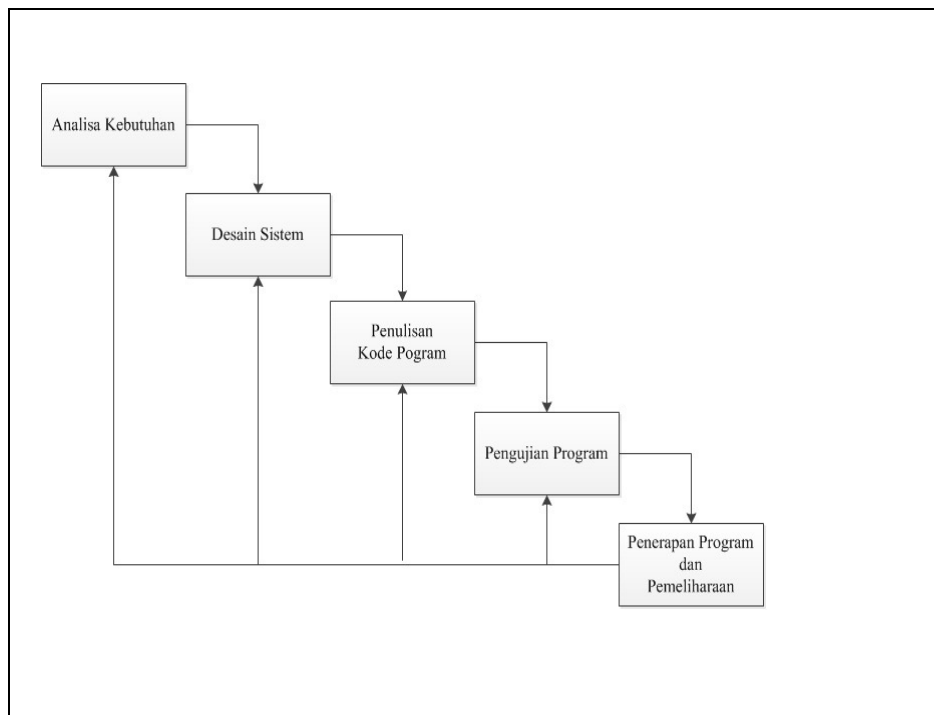 Analisa Kebutuhan
Desain Sistem
Penulisan
Kode Pogram
Pengujian Program
Penerapan Program
dan
Pemeliharaan